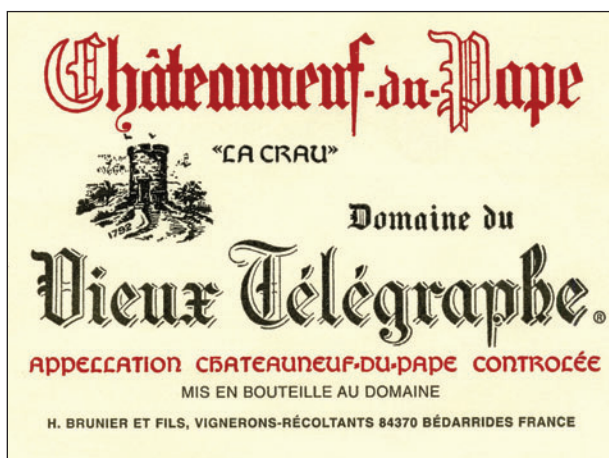 Châteauneuf-du-Pape
«LA CRAU»
1792
Domaine du
Vieux Télégraphe®
APPELLATION CHATEAUNEUF-DU-PAPE CONTROLÉE
MIS EN BOUTEILLE AU DOMAINE
H. BRUNIER ET FILS, VIGNERONS-RÉCOLTANTS 84370 BÉDARRIDES FRANCE